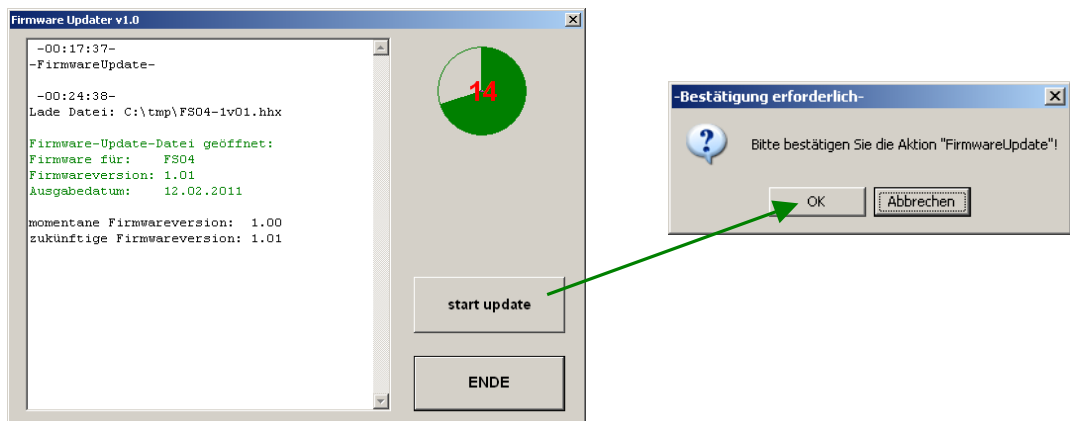 Firmware Updater v1.0
-00:17:37-
-FirmwareUpdate-
-00:24:38-
Lade Datei: C:\tmp\FS04-1v01.hhx
Firmware-Update-Datei geöffnet:
Firmware für: FS04
Firmwareversion: 1.01
Ausgabedatum: 12.02.2011
momentane Firmwareversion: 1.00
zukünftige Firmwareversion: 1.01
14
start update
ENDE
-Bestätigung erforderlich-
Bitte bestätigen Sie die Aktion "FirmwareUpdate"!
OK
Abbrechen